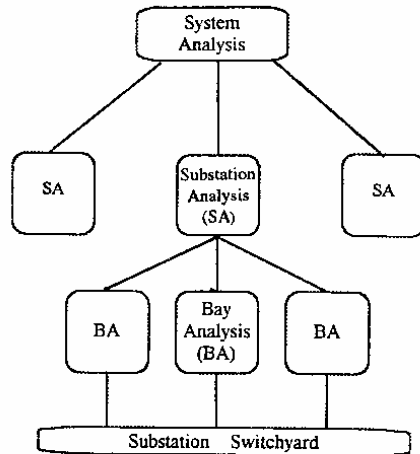 System
Analysis
SA
Substation
Analysis
(SA)
SA
BA
Bay
Analysis
(BA)
BA
Substation Switchyard